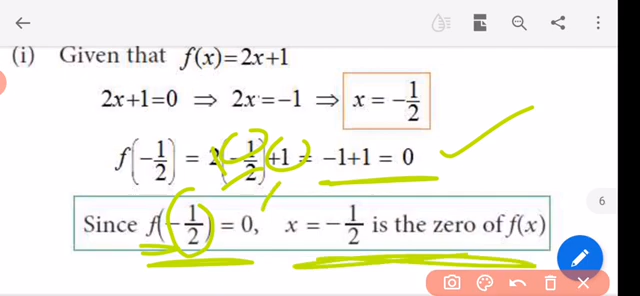 (i) Given that f(x)=2x+1
2x+1=0 ⇒ 2x=−1 ⇒ x = −1/2
f(−1/2) = 2(−1/2)+1 = −1+1 = 0
Since f(−1/2) = 0, x = −1/2 is the zero of f(x)
6